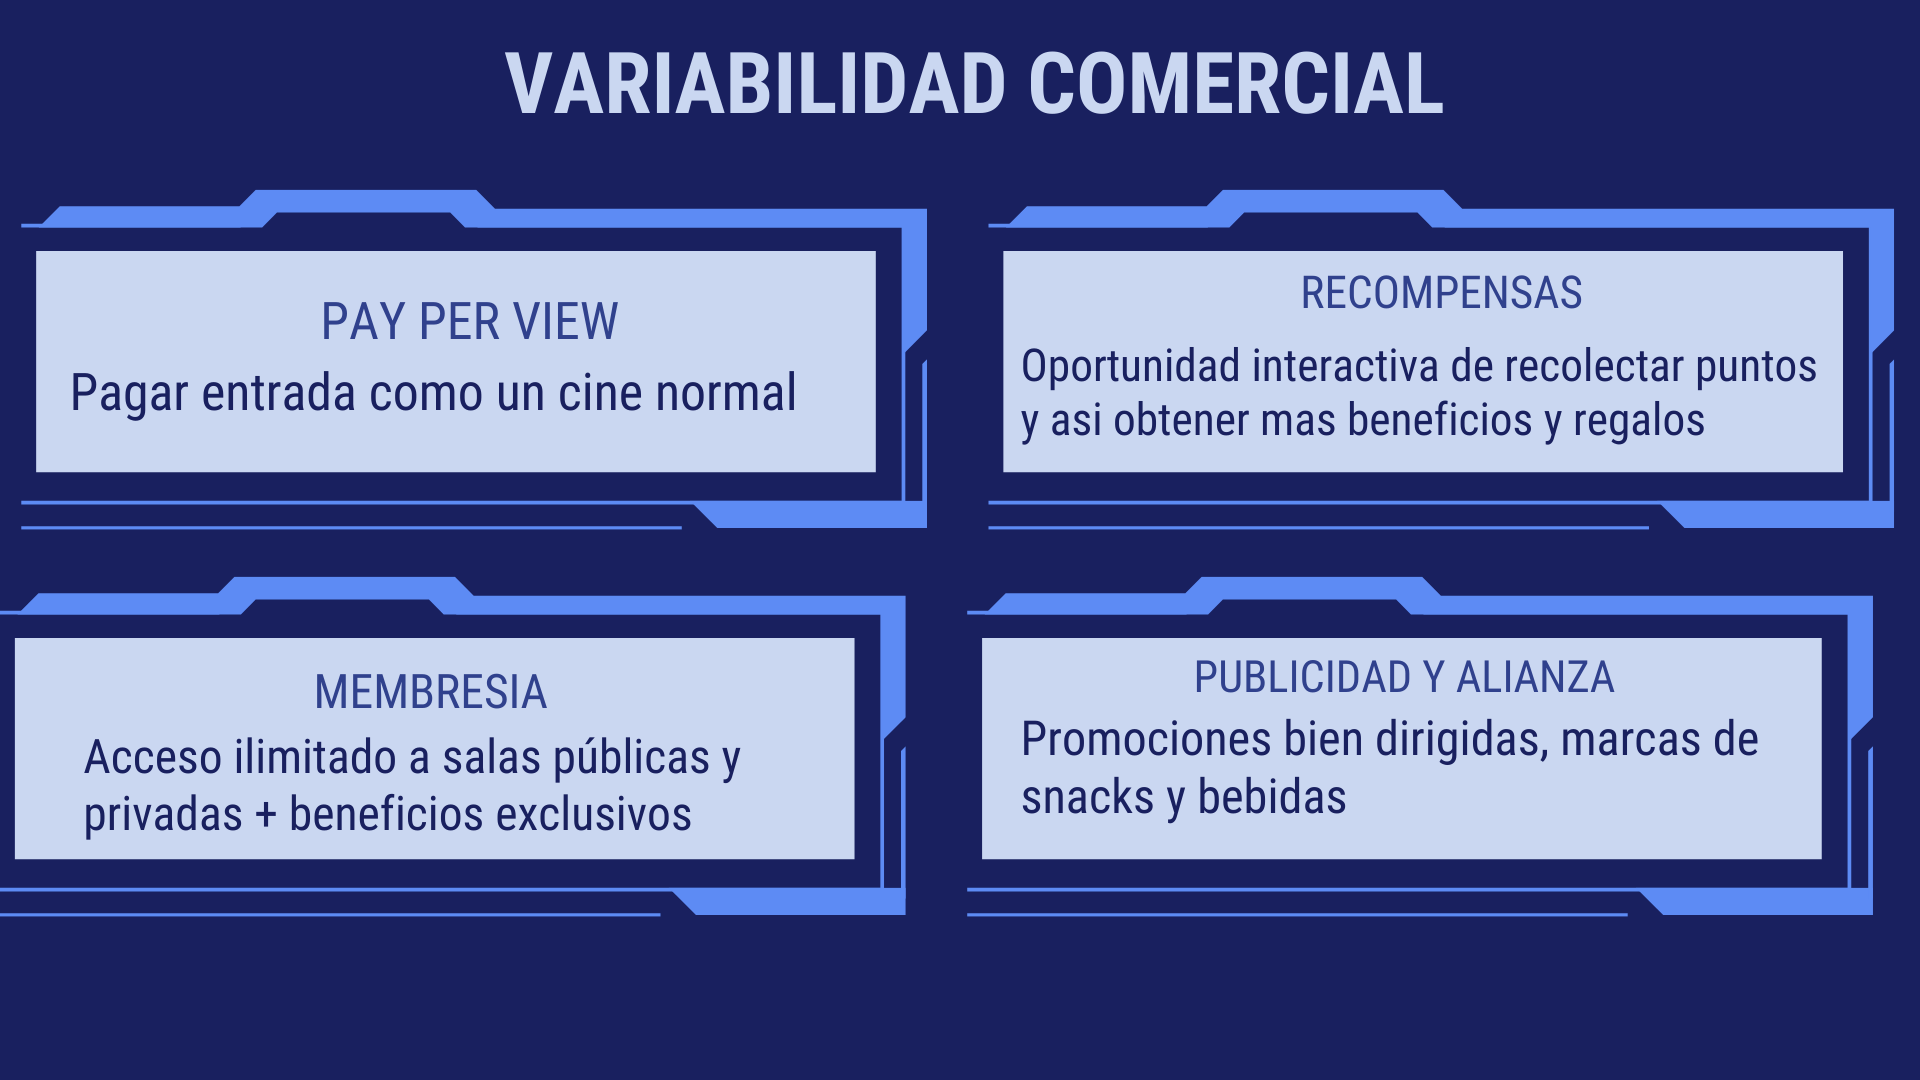 VARIABILIDAD COMERCIAL
PAY PER VIEW
Pagar entrada como un cine normal
RECOMPENSAS
Oportunidad interactiva de recolectar puntos
y asi obtener mas beneficios y regalos
MEMBRESIA
Acceso ilimitado a salas públicas y
privadas + beneficios exclusivos
PUBLICIDAD Y ALIANZA
Promociones bien dirigidas, marcas de
snacks y bebidas